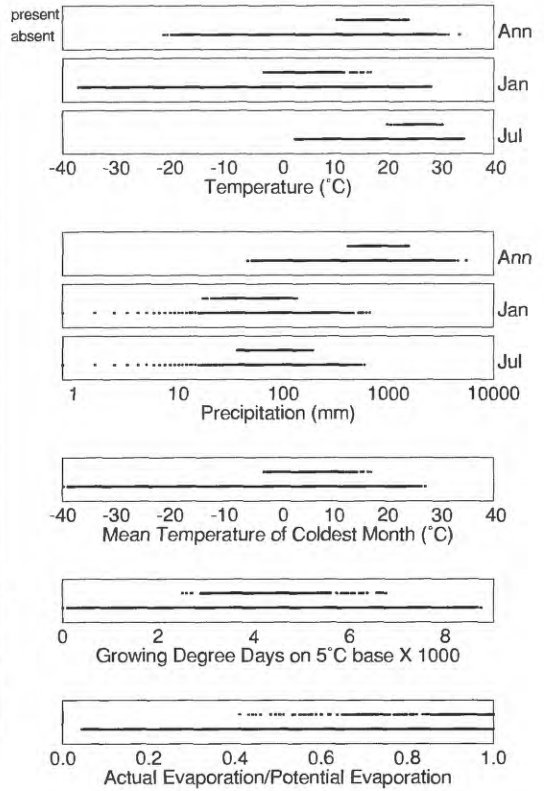 present
absent
Ann
Jan
Jul
-40 -30 -20 -10 0 10 20 30 40
Temperature (°C)
Ann
Jan
Jul
1 10 100 1000 10000
Precipitation (mm)
-40 -30 -20 -10 0 10 20 30 40
Mean Temperature of Coldest Month (°C)
0 2 4 6 8
Growing Degree Days on 5°C base X 1000
0.0 0.2 0.4 0.6 0.8 1.0
Actual Evaporation/Potential Evaporation